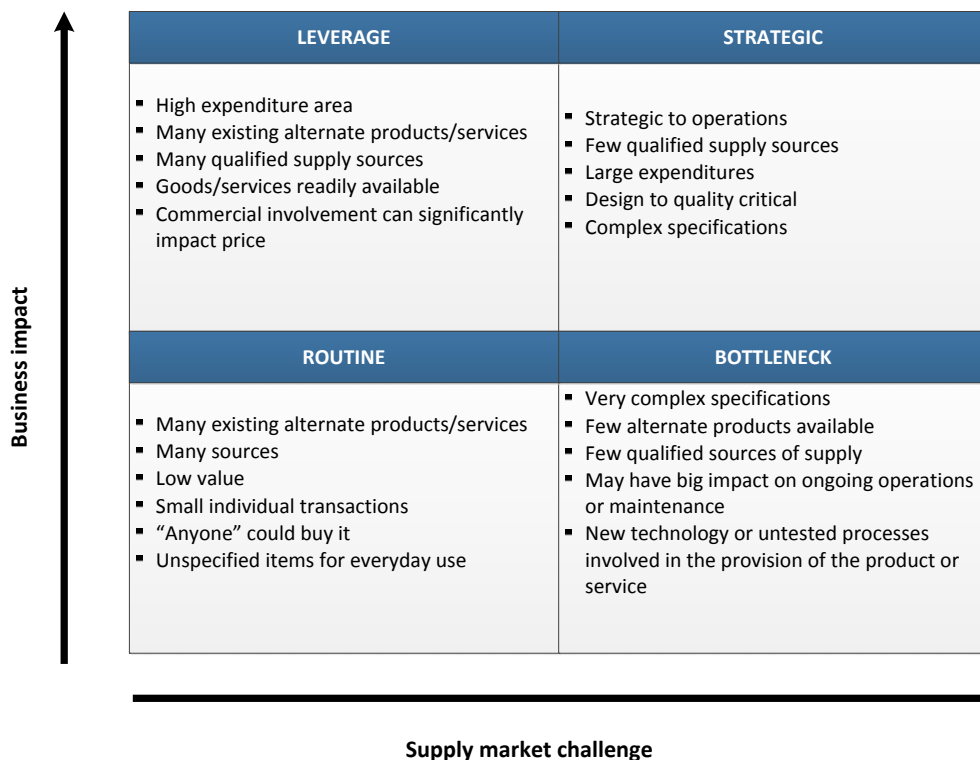 LEVERAGE
STRATEGIC
▪ High expenditure area
▪ Many existing alternate products/services
▪ Many qualified supply sources
▪ Goods/services readily available
▪ Commercial involvement can significantly
impact price
▪ Strategic to operations
▪ Few qualified supply sources
▪ Large expenditures
▪ Design to quality critical
▪ Complex specifications
Business impact
ROUTINE
BOTTLENECK
▪ Many existing alternate products/services
▪ Many sources
▪ Low value
▪ Small individual transactions
▪ “Anyone” could buy it
▪ Unspecified items for everyday use
▪ Very complex specifications
▪ Few alternate products available
▪ Few qualified sources of supply
▪ May have big impact on ongoing operations
or maintenance
▪ New technology or untested processes
involved in the provision of the product or
service
Supply market challenge